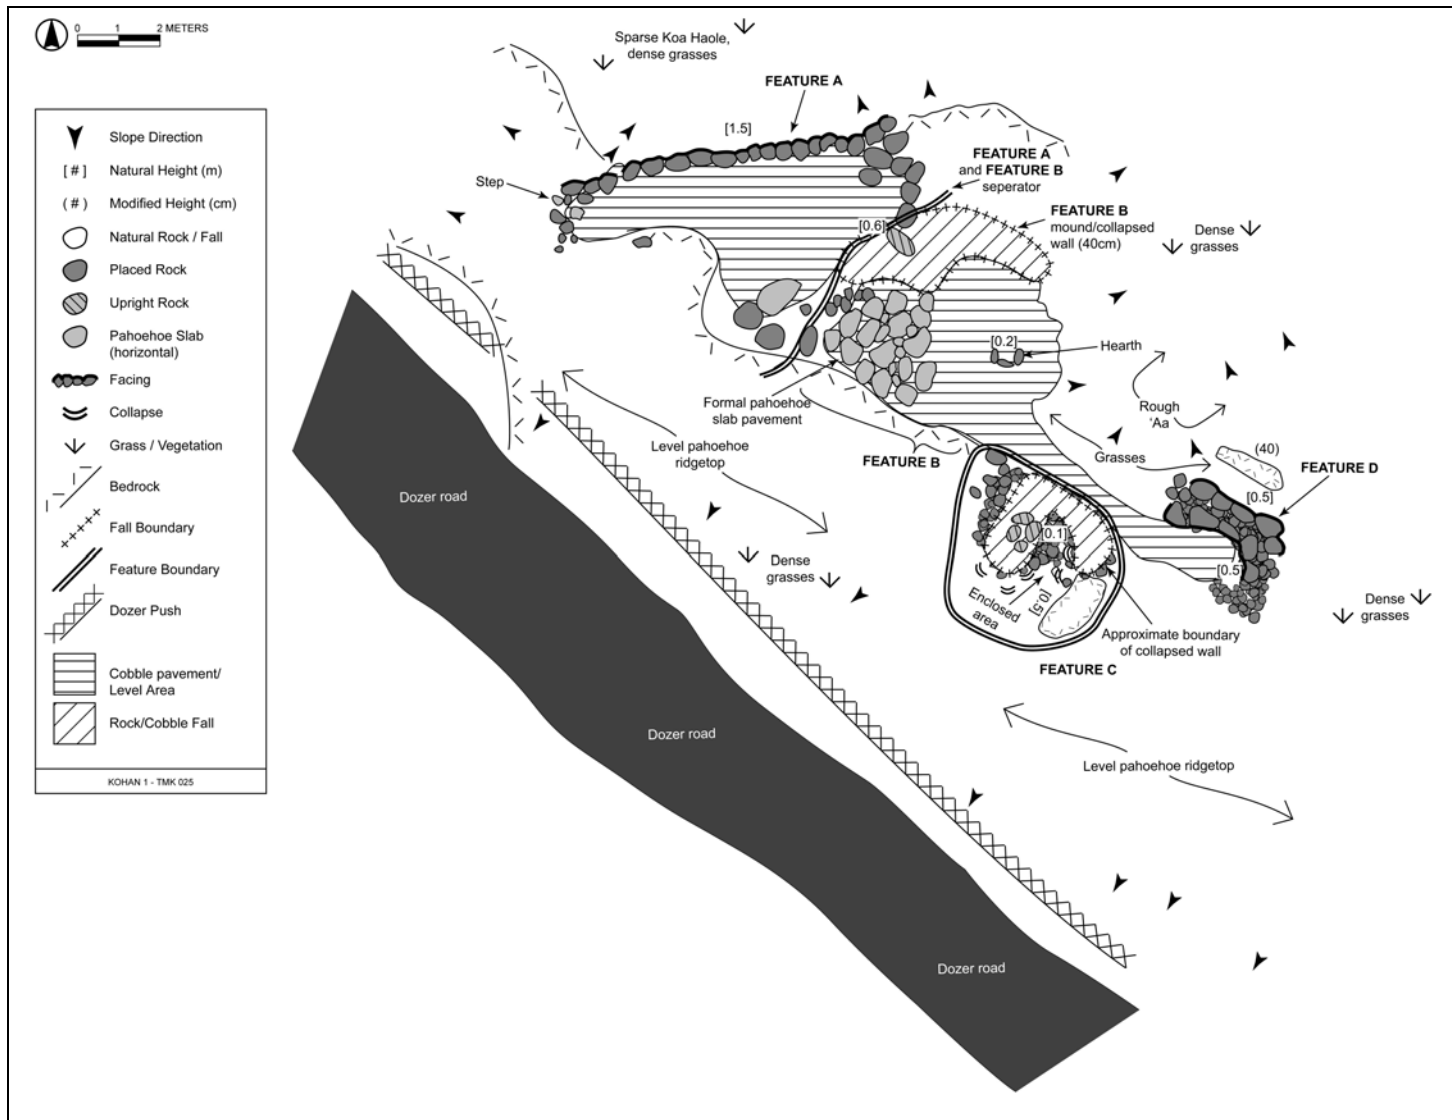 0 1 2 METERS
Slope Direction
[ # ] Natural Height (m)
( # ) Modified Height (cm)
Natural Rock / Fall
Placed Rock
Upright Rock
Pahoehoe Slab
(horizontal)
Facing
Collapse
Grass / Vegetation
Bedrock
Fall Boundary
Feature Boundary
Dozer Push
Cobble pavement/
Level Area
Rock/Cobble Fall
KOHAN 1 - TMK 025
Sparse Koa Haole,
dense grasses
FEATURE A
[1.5]
Step
FEATURE A
and FEATURE B
seperator
FEATURE B
mound/collapsed
wall (40cm)
Dense
grasses
[0.6]
[0.2]
Hearth
Rough
‘Aa
Formal pahoehoe
slab pavement
Level pahoehoe
ridgetop
FEATURE B
Grasses
(40)
FEATURE D
[0.5]
[0.5]
Dozer road
[0.1]
Dense
grasses
Enclosed
area
[0.5]
Dense
grasses
Approximate boundary
of collapsed wall
FEATURE C
Dozer road
Level pahoehoe ridgetop
Dozer road